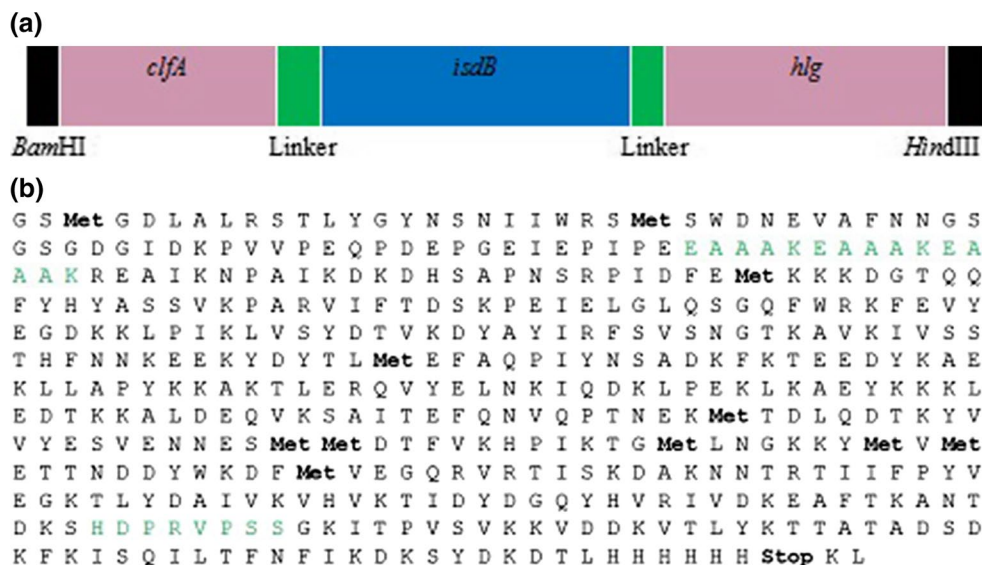 (a)
clfA isdB hlg
BamHI Linker Linker HindIII
(b)
G S Met G D L A L R S T L Y G Y N S N I I W R S Met S W D N E V A F N N G S
G S G D G I D K P V V P E Q P D E P G E I E P I P E E A A A K E A A A K E A
A A K R E A I K N P A I K D K D H S A P N S R P I D F E Met K K K D G T Q Q
F Y H Y A S S V K P A R V I F T D S K P E I E L G L Q S G Q F W R K F E V Y
E G D K K L P I K L V S Y D T V K D Y A Y I R F S V S N G T K A V K I V S S
T H F N N K E E K Y D Y T L Met E F A Q P I Y N S A D K F K T E E D Y K A E
K L L A P Y K K A K T L E R Q V Y E L N K I Q D K L P E K L K A E Y K K K L
E D T K K A L D E Q V K S A I T E F Q N V Q P T N E K Met T D L Q D T K Y V
V Y E S V E N N E S Met Met D T F V K H P I K T G Met L N G K K Y Met V Met
E T T N D D Y W K D F Met V E G Q R V R T I S K D A K N N T R T I I F P Y V
E G K T L Y D A I V K V H V K T I D Y D G Q Y H V R I V D K E A F T K A N T
D K S H D P R V P S S G K I T P V S V K K V D D K V T L Y K T T A T A D S D
K F K I S Q I L T F N F I K D K S Y D K D T L H H H H H H Stop K L